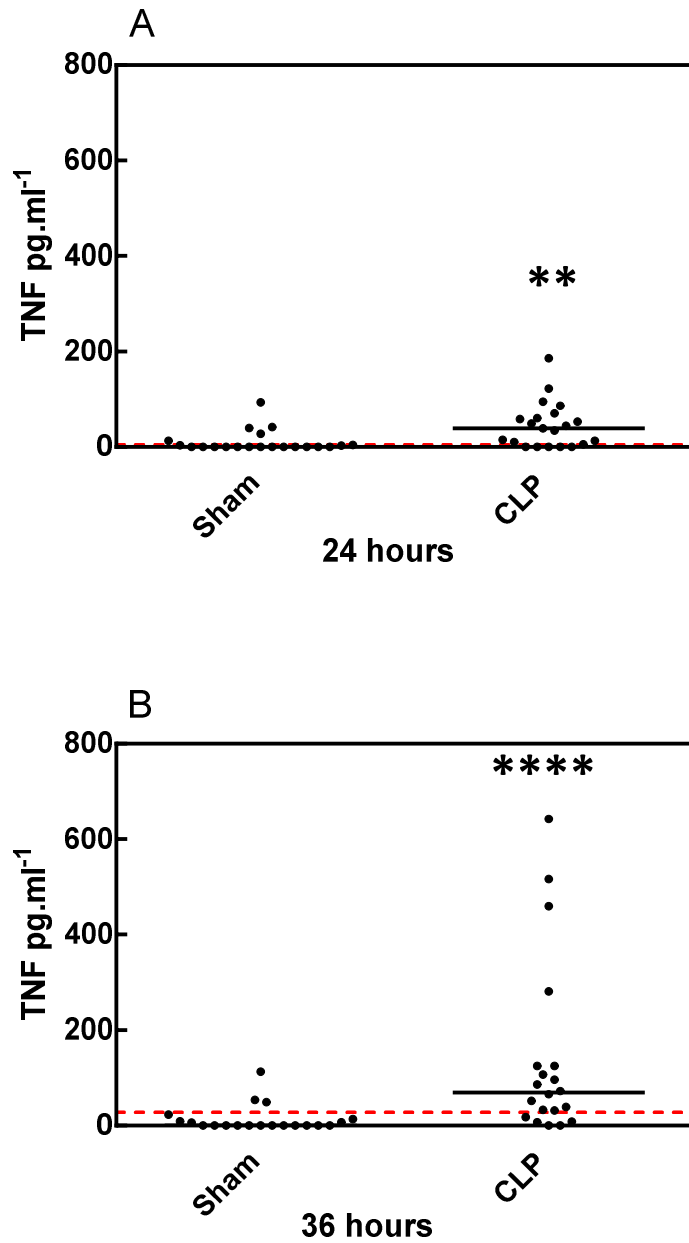 A
800
600
400
200
0
TNF pg.ml-1
**
Sham
CLP
24 hours
B
800
600
400
200
0
TNF pg.ml-1
****
Sham
CLP
36 hours